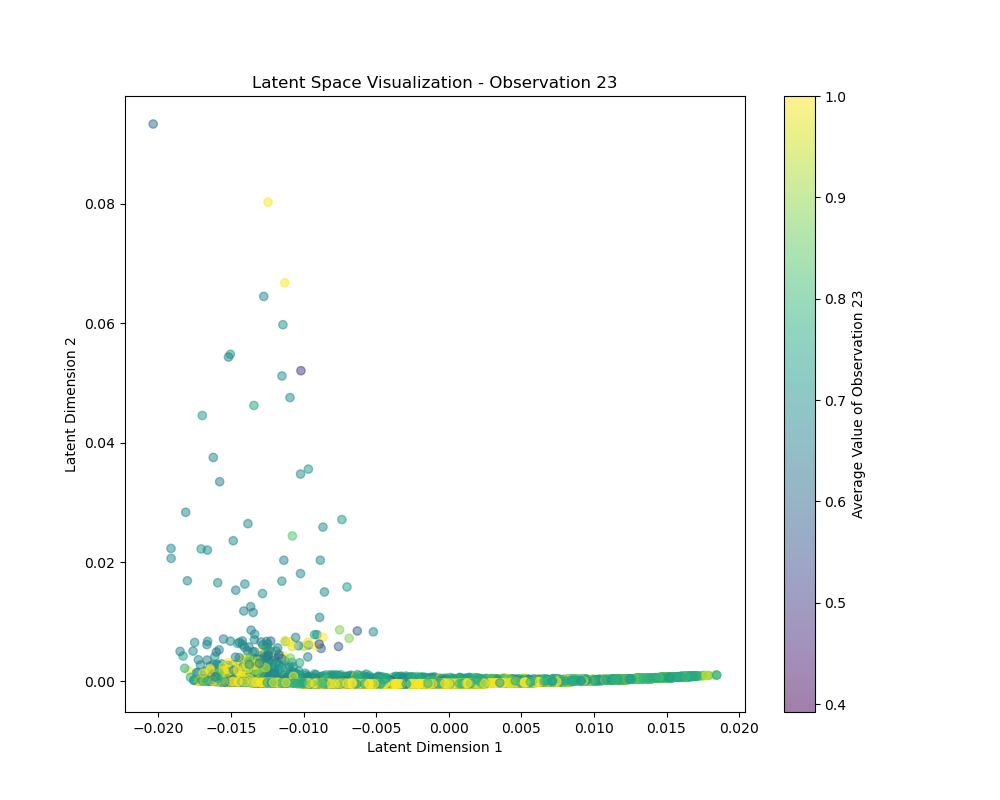 Latent Space Visualization - Observation 23
1.0
0.9
0.8
0.7
0.6
0.5
0.4
Average Value of Observation 23
0.08
0.06
0.04
0.02
0.00
Latent Dimension 2
−0.020 −0.015 −0.010 −0.005 0.000 0.005 0.010 0.015 0.020
Latent Dimension 1